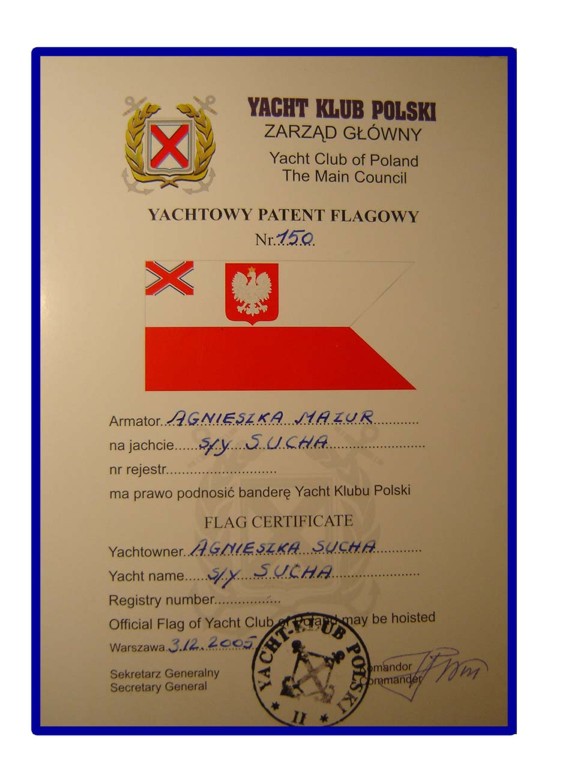 YACHT KLUB POLSKI
ZARZĄD GŁÓWNY
Yacht Club of Poland
The Main Council
YACHTOWY PATENT FLAGOWY
Nr.150
Armator AGNIESZKA MAZUR
na jachcie s/y SUCHA
nr rejestr.
ma prawo podnosić banderę Yacht Klubu Polski
FLAG CERTIFICATE
Yachtowner AGNIESZKA SUCHA
Yacht name s/y SUCHA
Registry number
Official Flag of Yacht Club of Poland may be hoisted
Warszawa 3.12.2005
Sekretarz Generalny
Secretary General
YACHT-KLUB POLSKI
II